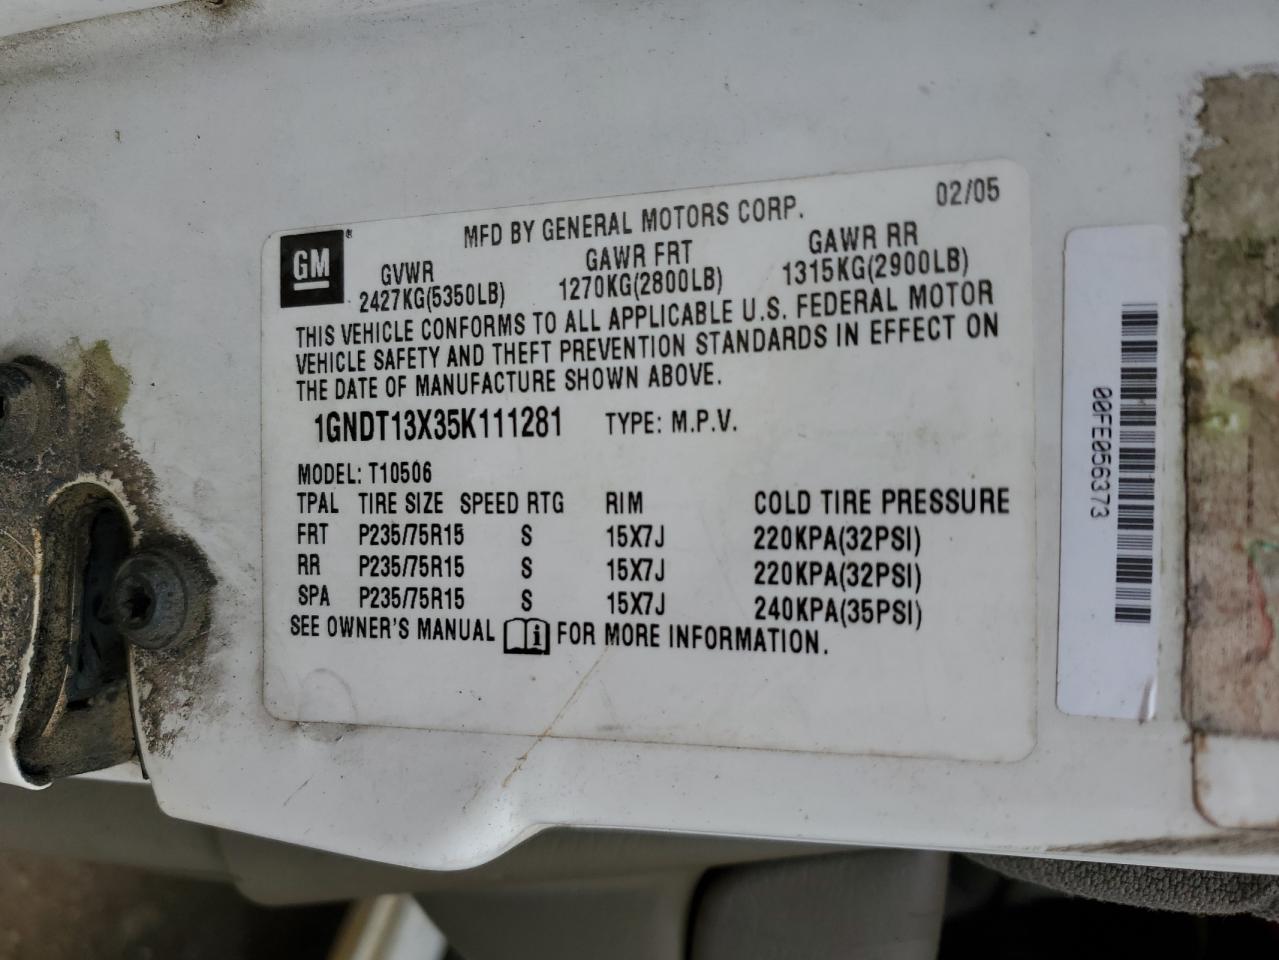 02/05
MFD BY GENERAL MOTORS CORP.
GM®
GVWR GAWR FRT GAWR RR
2427KG(5350LB) 1270KG(2800LB) 1315KG(2900LB)
THIS VEHICLE CONFORMS TO ALL APPLICABLE U.S. FEDERAL MOTOR
VEHICLE SAFETY AND THEFT PREVENTION STANDARDS IN EFFECT ON
THE DATE OF MANUFACTURE SHOWN ABOVE.
1GNDT13X35K111281 TYPE: M.P.V.
MODEL: T10506
TPAL TIRE SIZE SPEED RTG RIM COLD TIRE PRESSURE
FRT P235/75R15 S 15X7J 220KPA(32PSI)
RR P235/75R15 S 15X7J 220KPA(32PSI)
SPA P235/75R15 S 15X7J 240KPA(35PSI)
SEE OWNER'S MANUAL i FOR MORE INFORMATION.
00FE056373